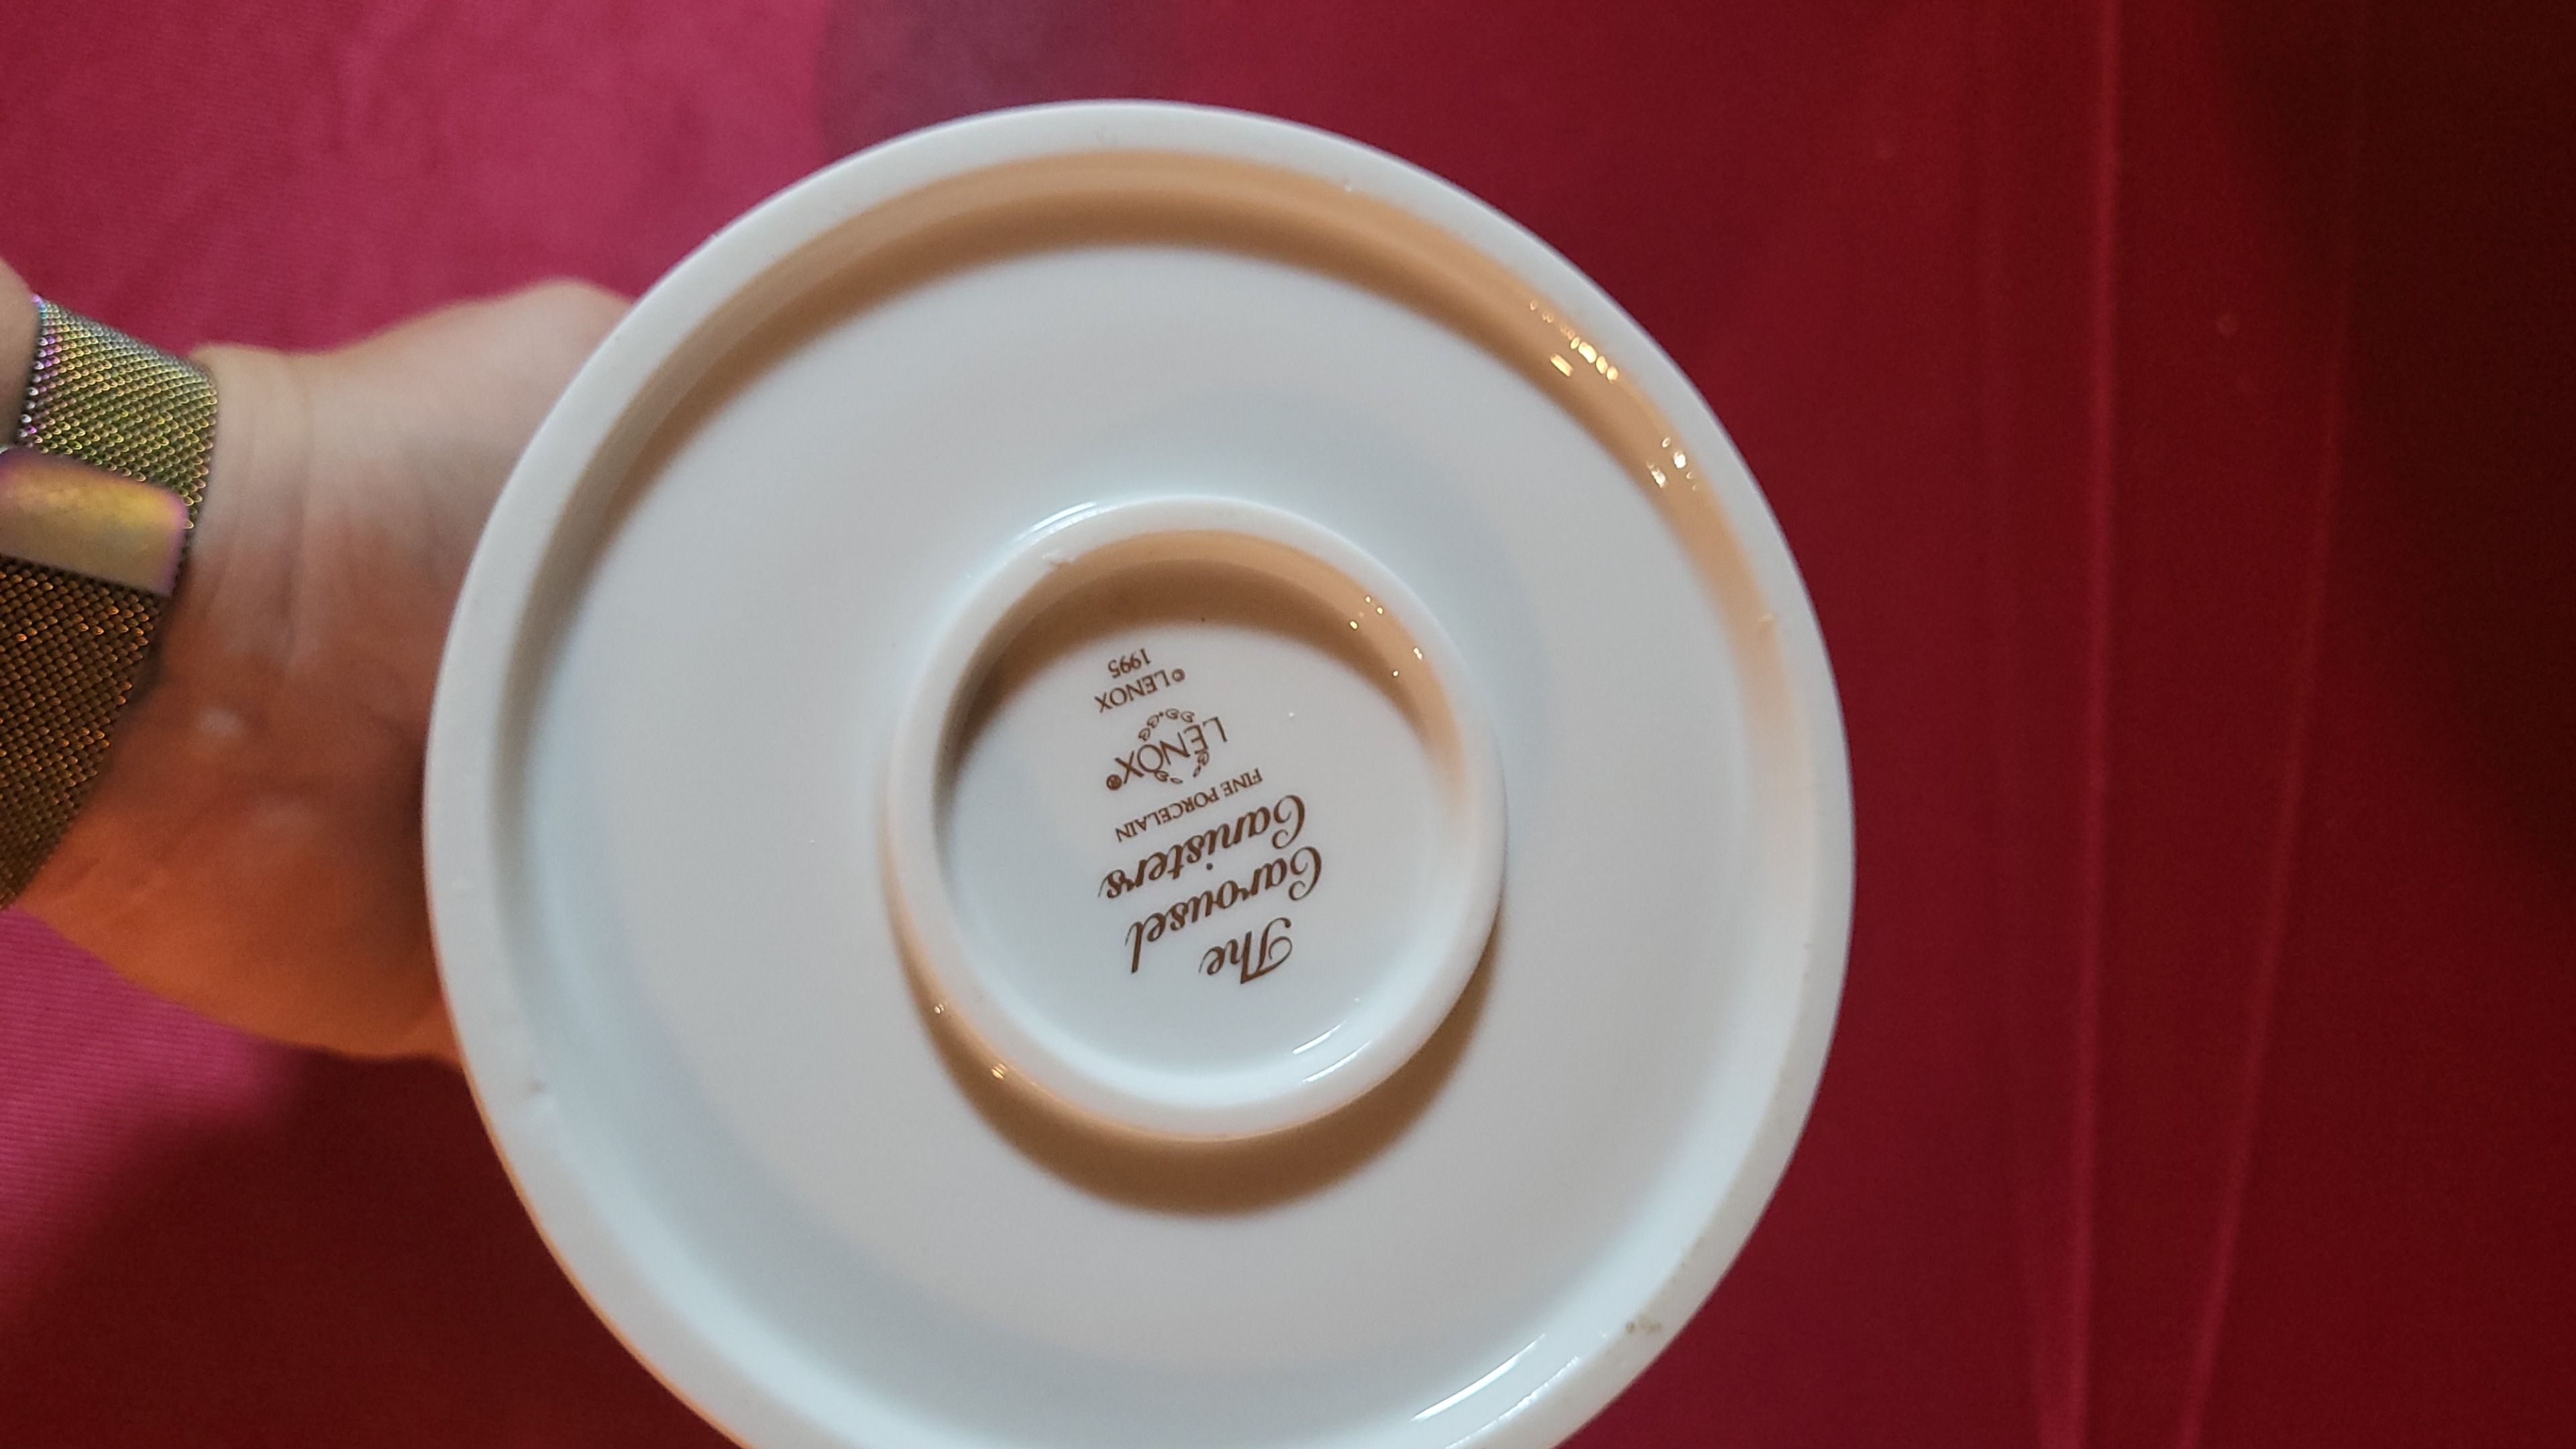 The
Carousel
Canisters
FINE PORCELAIN
LENOX®
©LENOX
1995